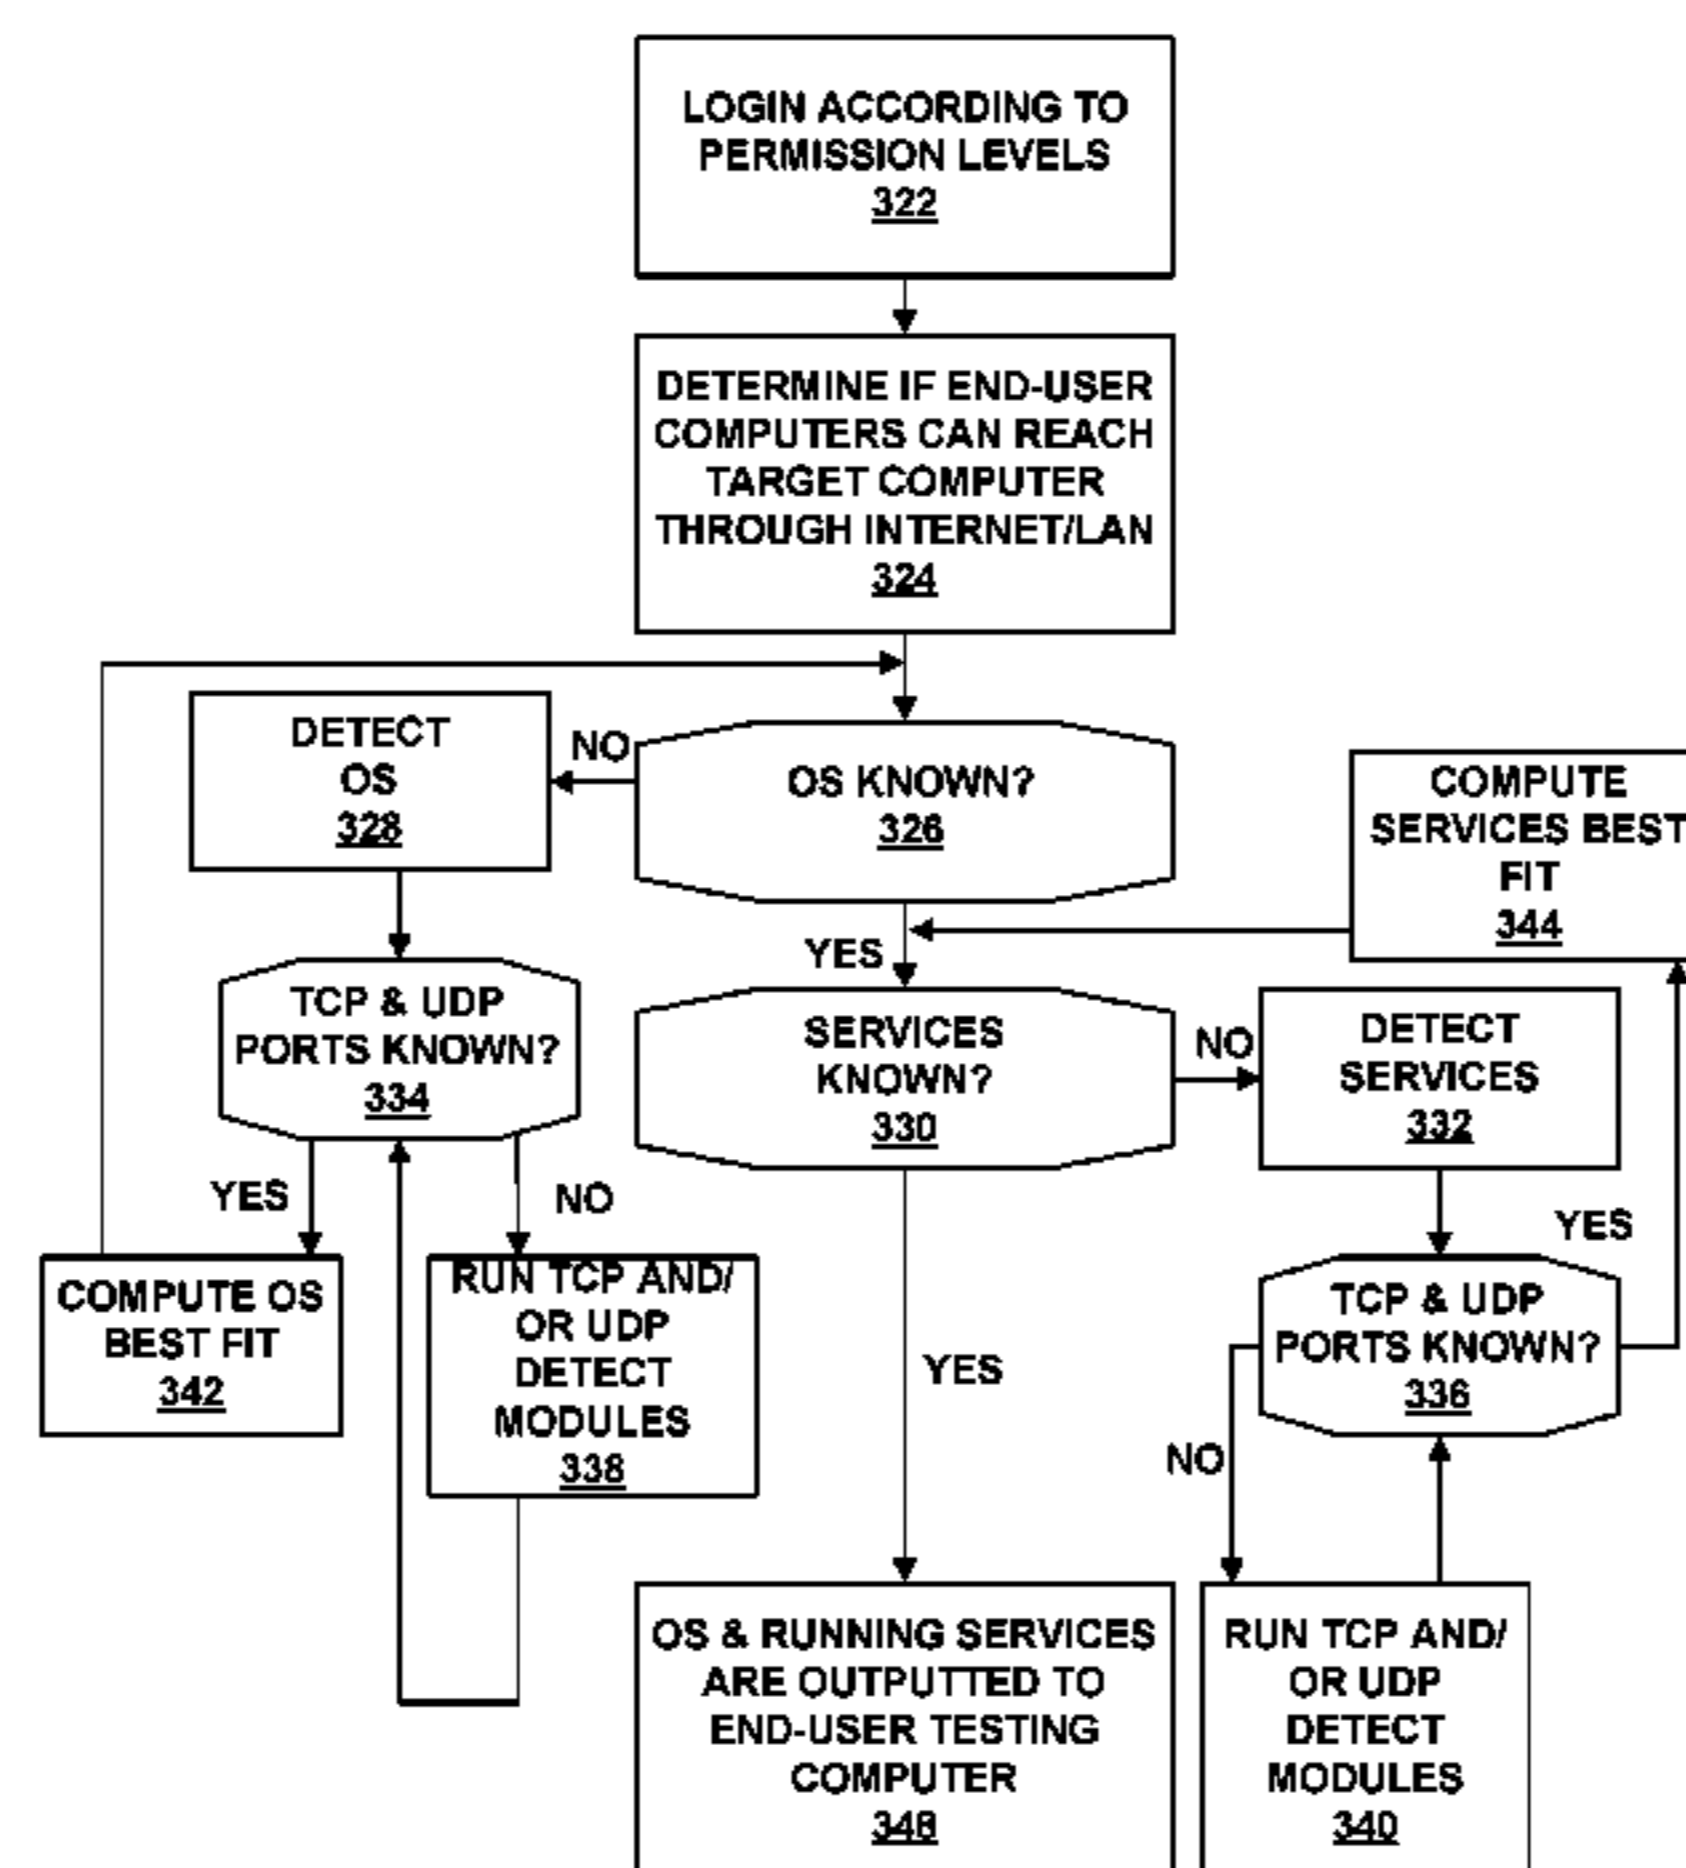 LOGIN ACCORDING TO
PERMISSION LEVELS
322
DETERMINE IF END-USER
COMPUTERS CAN REACH
TARGET COMPUTER
THROUGH INTERNET/LAN
324
DETECT
OS
328
NO
OS KNOWN?
326
COMPUTE
SERVICES BEST
FIT
344
YES
TCP & UDP
PORTS KNOWN?
334
SERVICES
KNOWN?
330
NO
DETECT
SERVICES
332
YES
NO
YES
COMPUTE OS
BEST FIT
342
RUN TCP AND/
OR UDP
DETECT
MODULES
338
YES
TCP & UDP
PORTS KNOWN?
336
NO
OS & RUNNING SERVICES
ARE OUTPUTTED TO
END-USER TESTING
COMPUTER
348
RUN TCP AND/
OR UDP
DETECT
MODULES
340